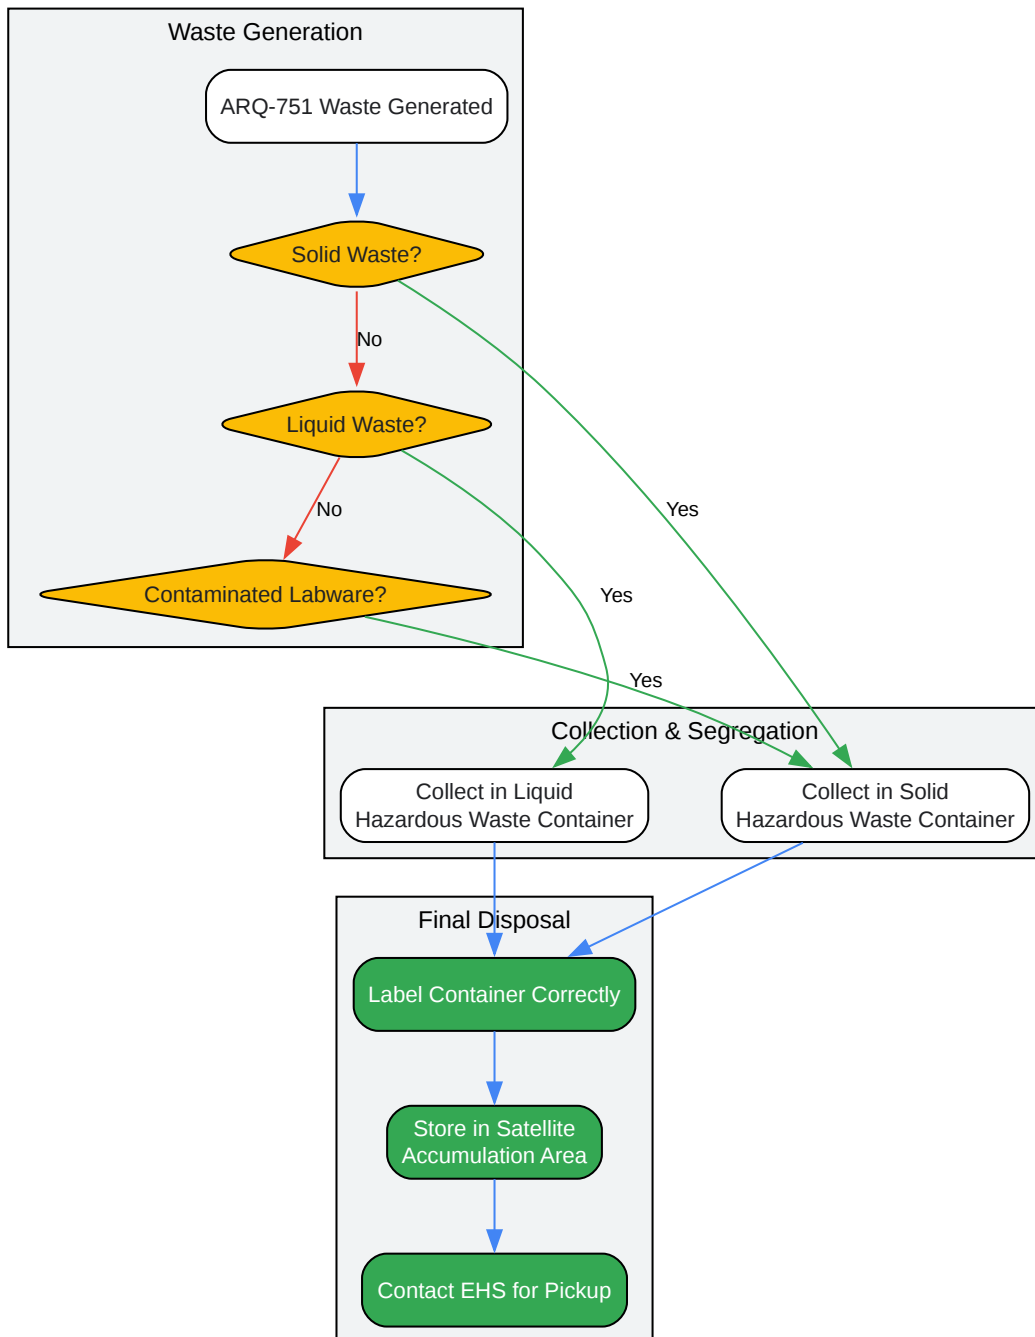 Waste Generation
ARQ-751 Waste Generated
Solid Waste?
No
Liquid Waste?
Yes
No
Contaminated Labware?
Yes
Yes
Collection & Segregation
Collect in Liquid
Hazardous Waste Container
Collect in Solid
Hazardous Waste Container
Final Disposal
Label Container Correctly
Store in Satellite
Accumulation Area
Contact EHS for Pickup